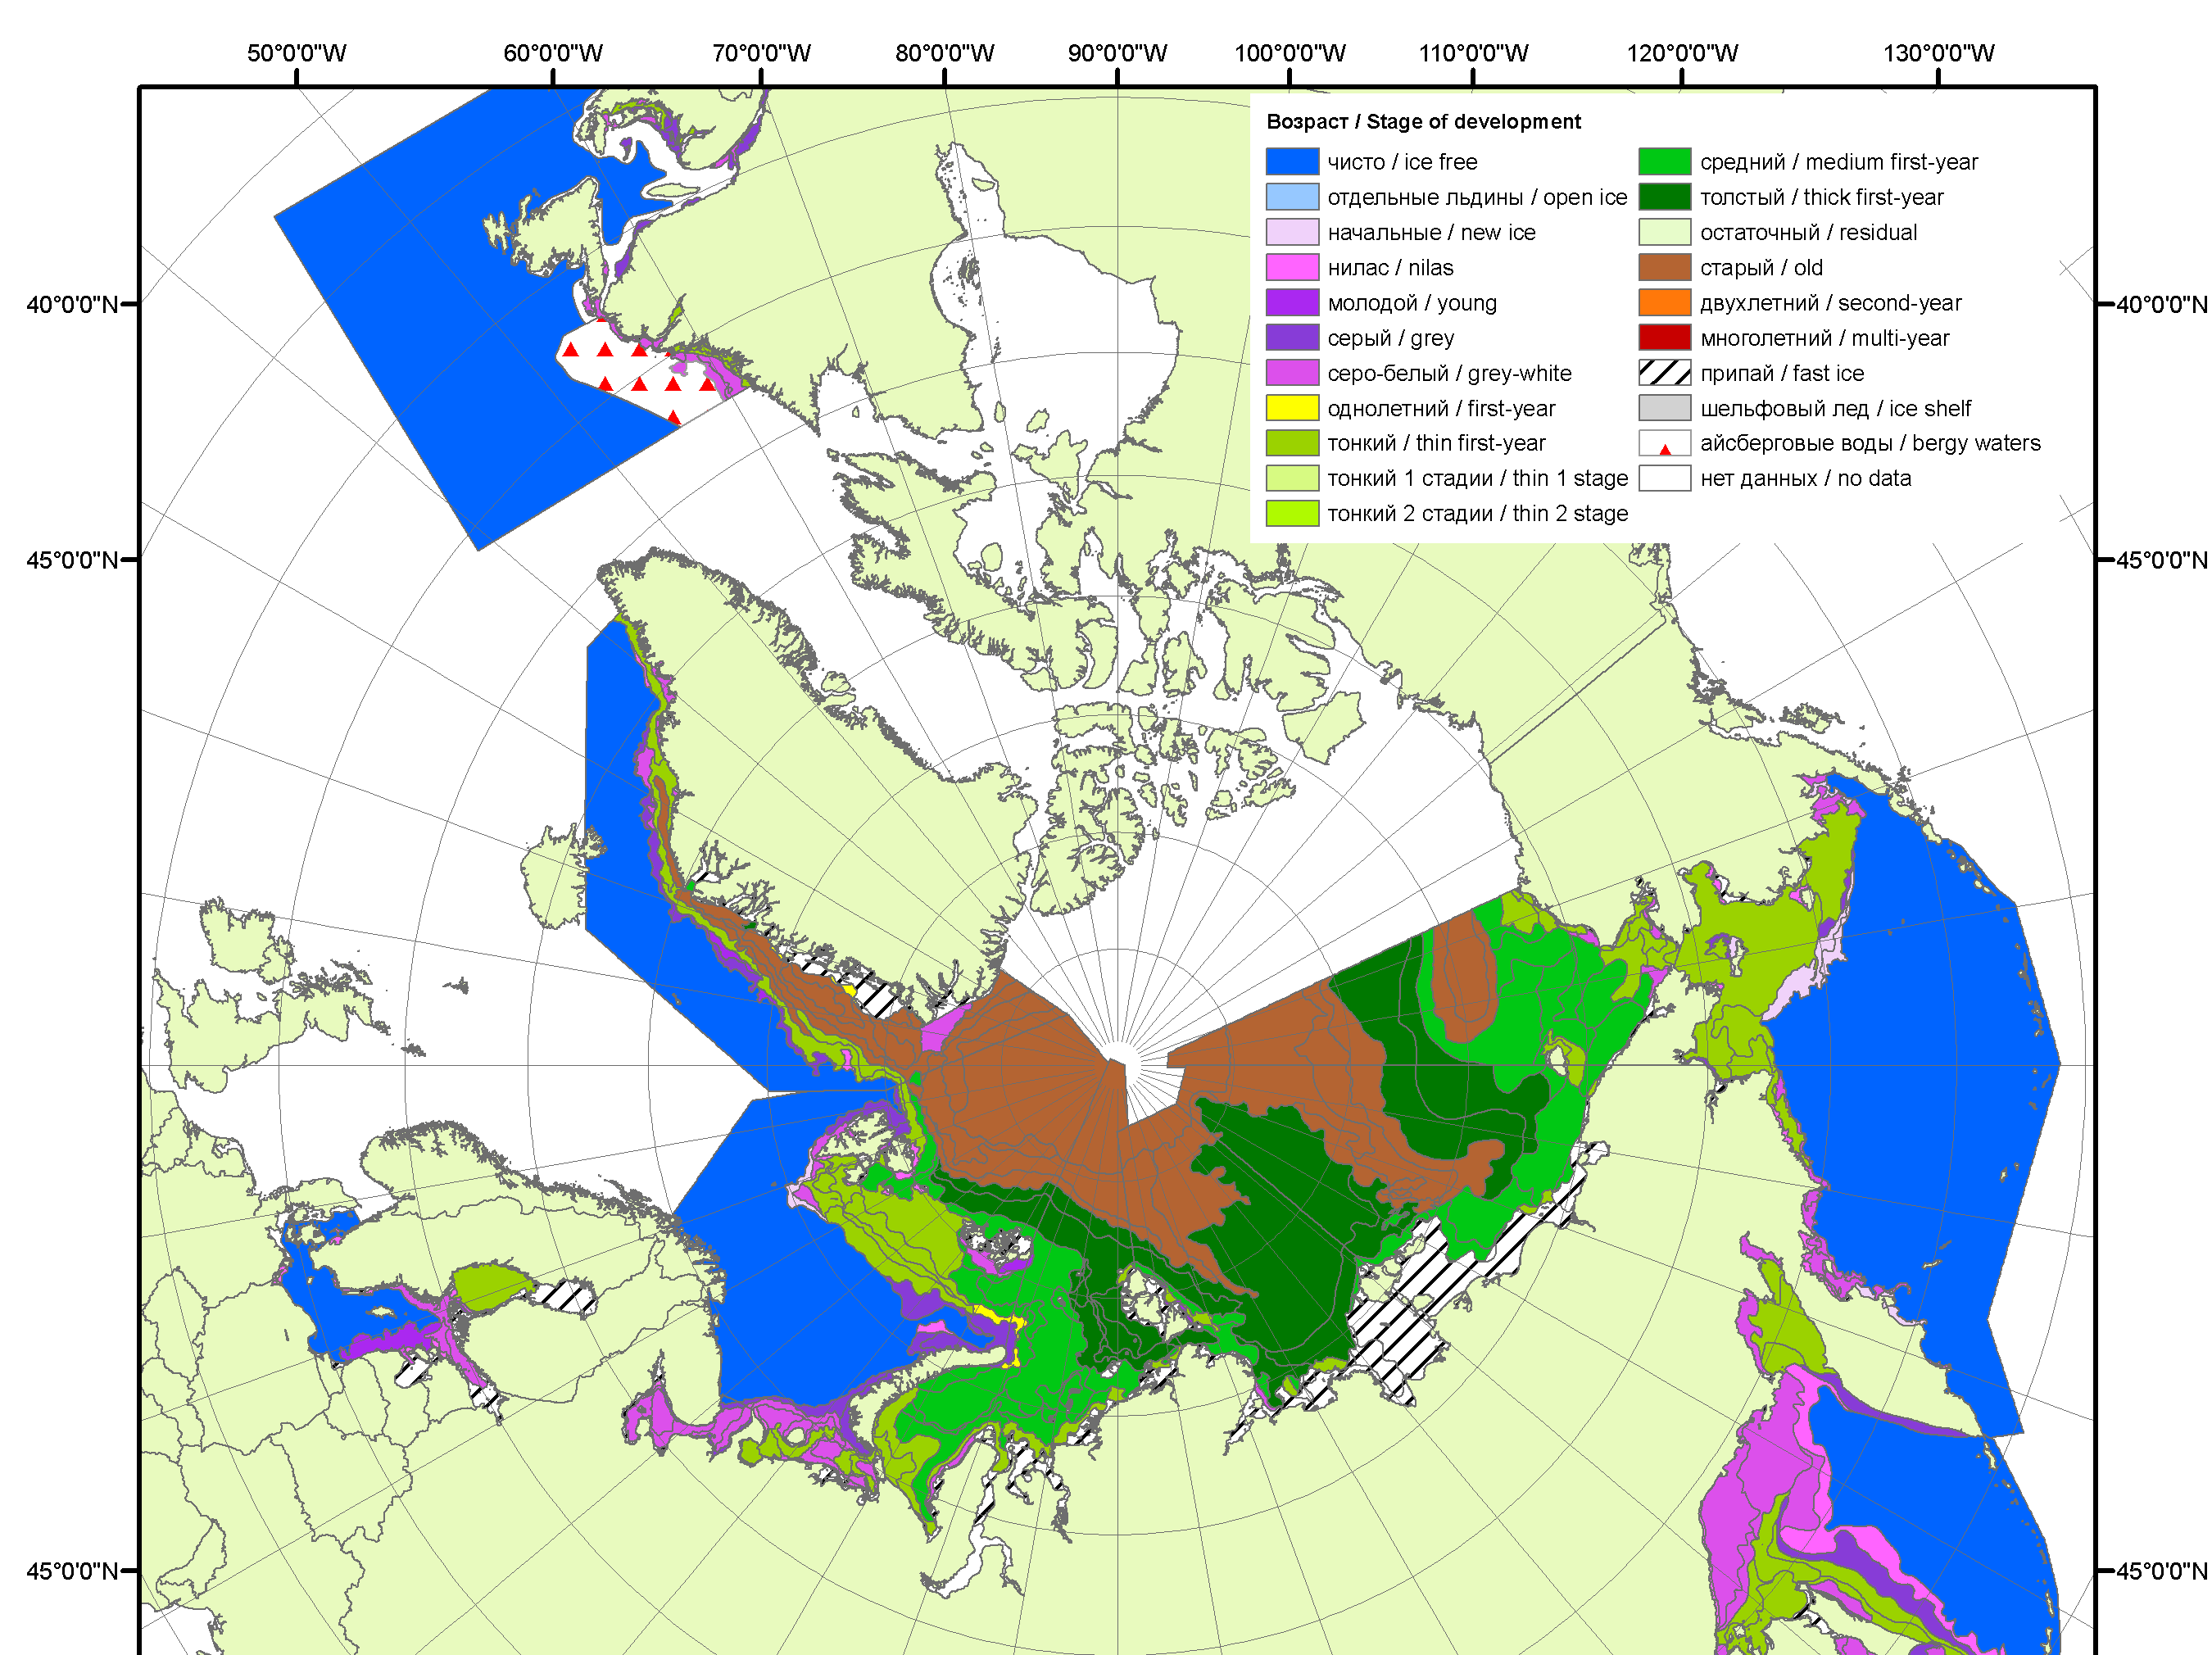 50°0'0"W 60°0'0"W 70°0'0"W 80°0'0"W 90°0'0"W 100°0'0"W 110°0'0"W 120°0'0"W 130°0'0"W
Возраст / Stage of development
чисто / ice free
отдельные льдины / open ice
начальные / new ice
нилас / nilas
молодой / young
серый / grey
серо-белый / grey-white
однолетний / first-year
тонкий / thin first-year
тонкий 1 стадии / thin 1 stage
тонкий 2 стадии / thin 2 stage
средний / medium first-year
толстый / thick first-year
остаточный / residual
старый / old
двухлетний / second-year
многолетний / multi-year
припай / fast ice
шельфовый лед / ice shelf
айсберговые воды / bergy waters
нет данных / no data
40°0'0"N 40°0'0"N
45°0'0"N 45°0'0"N
45°0'0"N 45°0'0"N